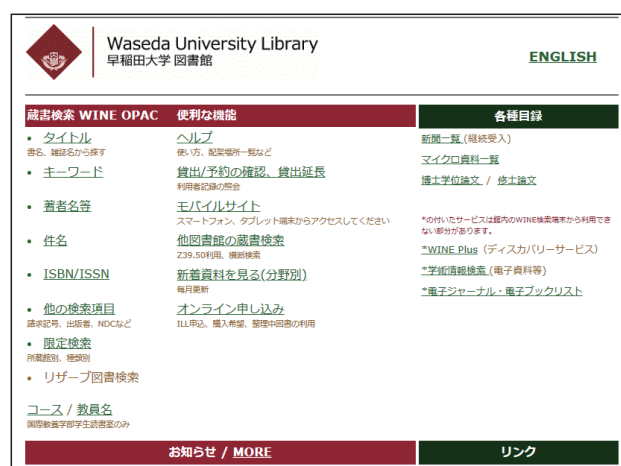 Waseda University Library
早稲田大学 図書館
ENGLISH
蔵書検索 WINE OPAC
• タイトル
書名、雑誌名から探す
• キーワード
• 著者名等
• 件名
• ISBN/ISSN
• 他の検索項目
請求記号、出版者、NDCなど
• 限定検索
所蔵館別、種類別
• リザーブ図書検索
コース / 教員名
国際教養学部学生読書室のみ
便利な機能
ヘルプ
使い方、配架場所一覧など
貸出/予約の確認、貸出延長
利用者記録の照会
モバイルサイト
スマートフォン、タブレット端末からアクセスしてください
他図書館の蔵書検索
Z39.50利用、横断検索
新着資料を見る(分野別)
毎月更新
オンライン申し込み
ILL申込、購入希望、整理中図書の利用
各種目録
新聞一覧 (継続受入)
マイクロ資料一覧
博士学位論文 / 修士論文
*の付いたサービスは館内のWINE検索端末から利用でき
ない部分があります。
*WINE Plus (ディスカバリーサービス)
*学術情報検索 (電子資料等)
*電子ジャーナル・電子ブックリスト
お知らせ / MORE
リンク